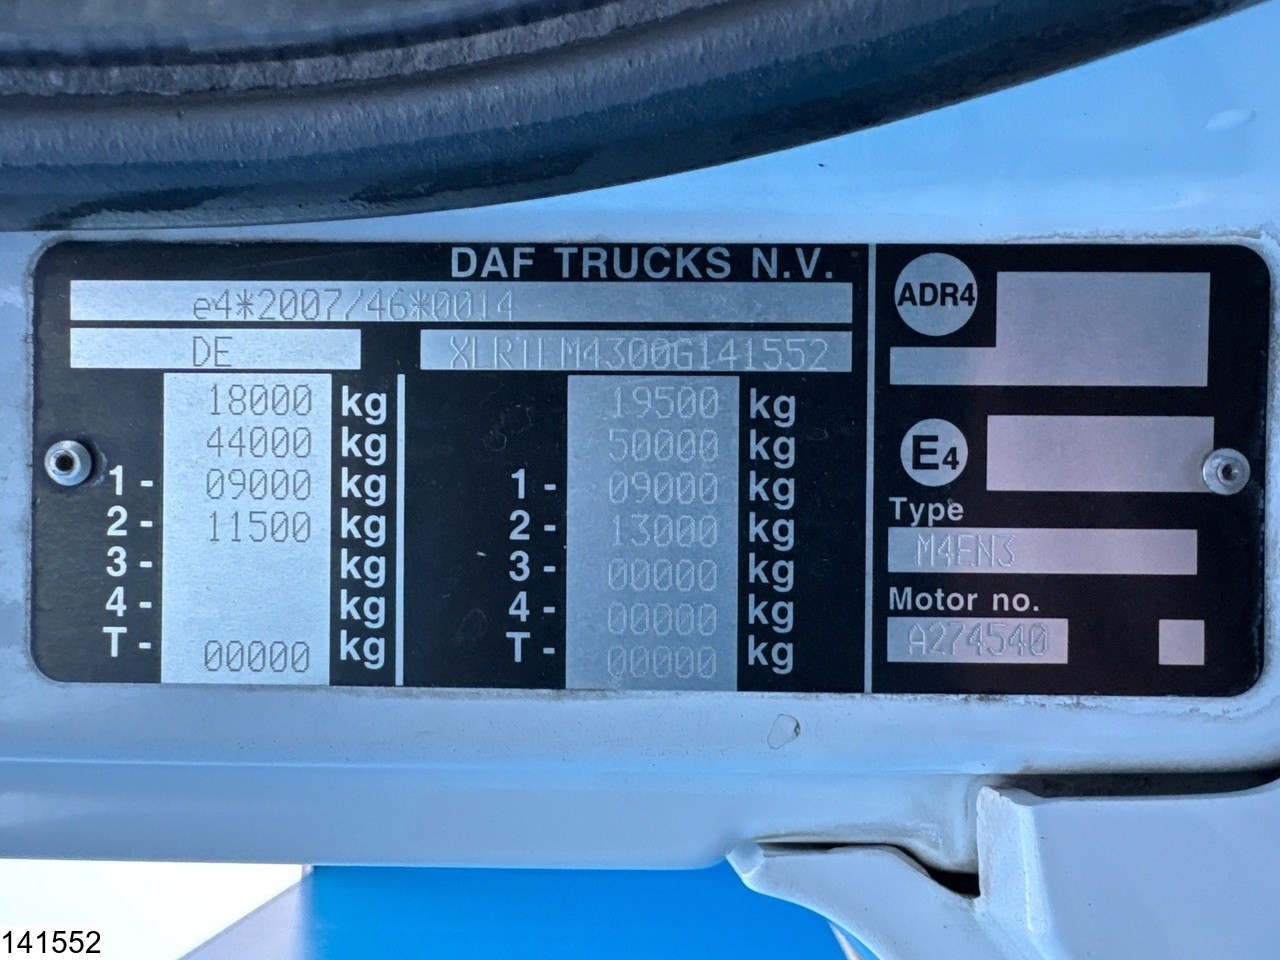 DAF TRUCKS N.V.
e4*2007/46*0014
DE XLRTEM4300G141552
18000 kg 19500 kg
44000 kg 50000 kg
1- 09000 kg 1- 09000 kg
2- 11500 kg 2- 13000 kg
3- kg 3- 00000 kg
4- kg 4- 00000 kg
T- 00000 kg T- 00000 kg
ADR4
E4
Type
M4EN3
Motor no.
A274540
141552